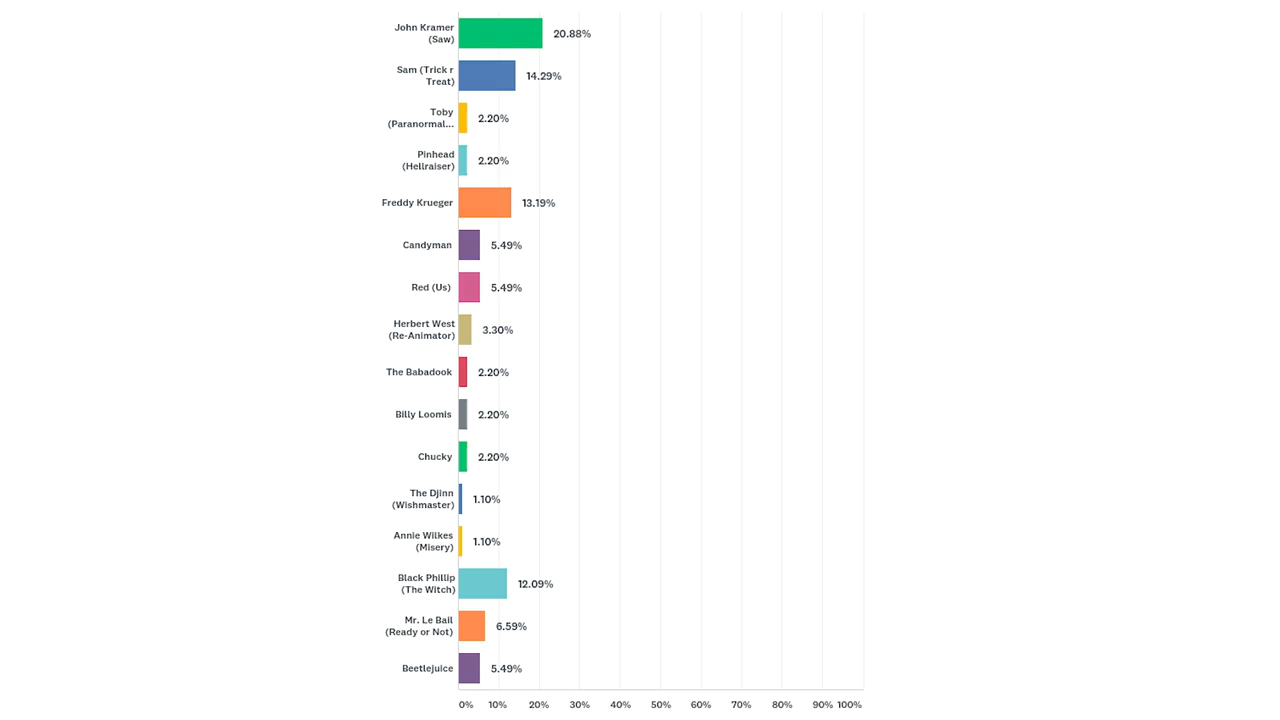 John Kramer
(Saw)
20.88%
Sam (Trick r
Treat)
14.29%
Toby
(Paranormal...
2.20%
Pinhead
(Hellraiser)
2.20%
Freddy Krueger
13.19%
Candyman
5.49%
Red (Us)
5.49%
Herbert West
(Re-Animator)
3.30%
The Babadook
2.20%
Billy Loomis
2.20%
Chucky
2.20%
The Djinn
(Wishmaster)
1.10%
Annie Wilkes
(Misery)
1.10%
Black Phillip
(The Witch)
12.09%
Mr. Le Bail
(Ready or Not)
6.59%
Beetlejuice
5.49%
0% 10% 20% 30% 40% 50% 60% 70% 80% 90% 100%